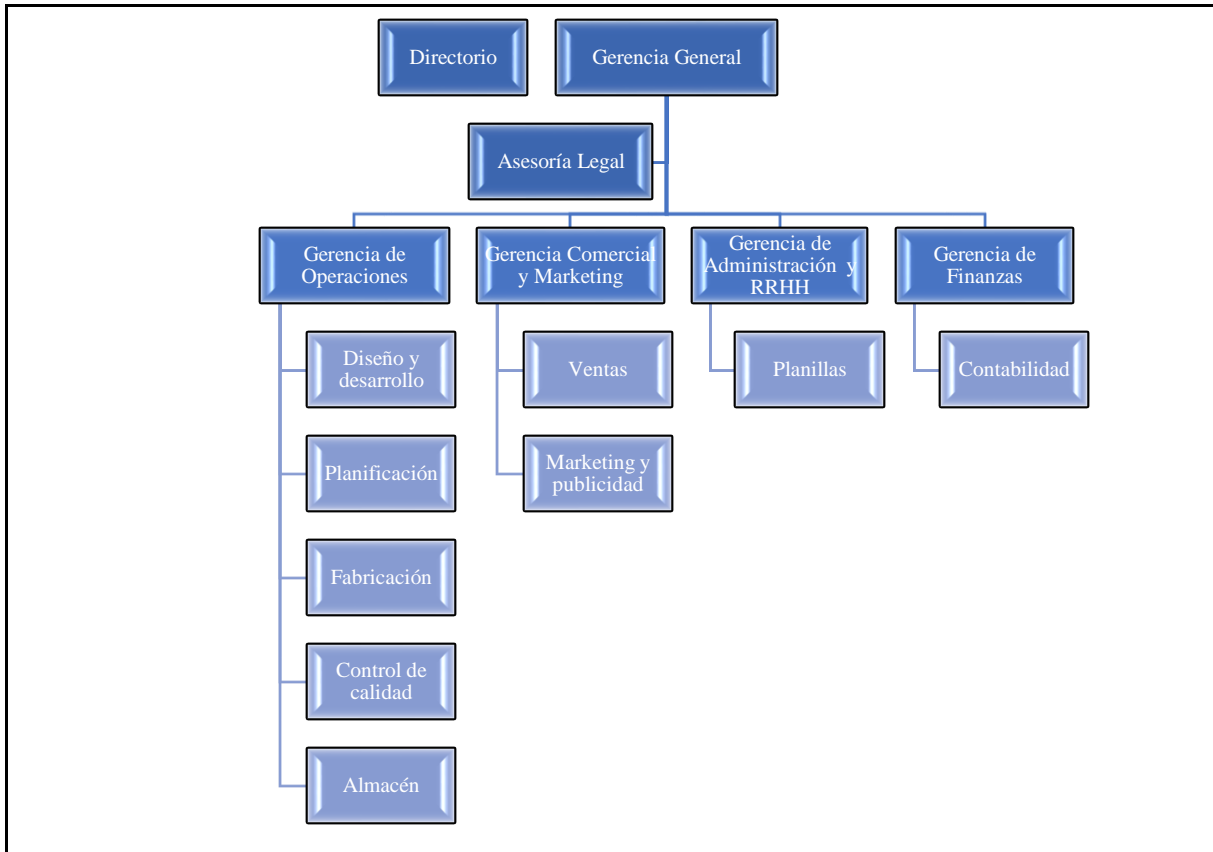 Directorio
Gerencia General
Asesoría Legal
Gerencia de
Operaciones
Gerencia Comercial
y Marketing
Gerencia de
Administración y
RRHH
Gerencia de
Finanzas
Diseño y
desarrollo
Ventas
Planillas
Contabilidad
Planificación
Marketing y
publicidad
Fabricación
Control de
calidad
Almacén